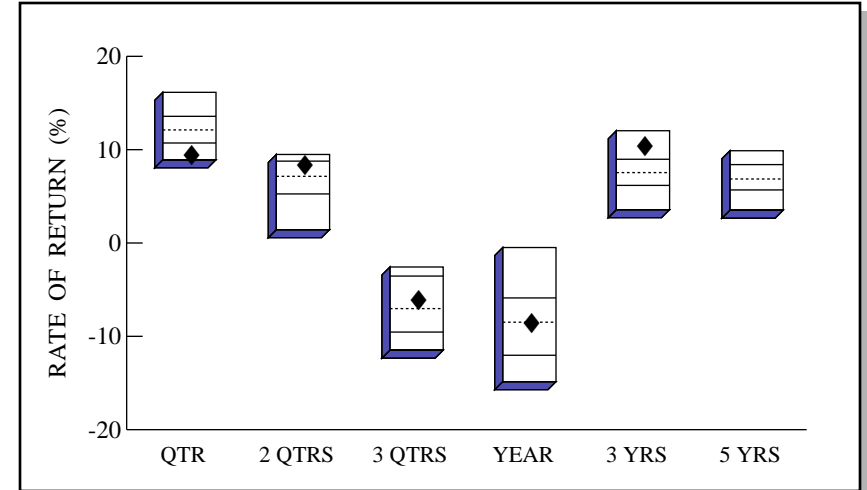 RATE OF RETURN (%)
20
10
0
-10
-20
QTR 2 QTRS 3 QTRS YEAR 3 YRS 5 YRS